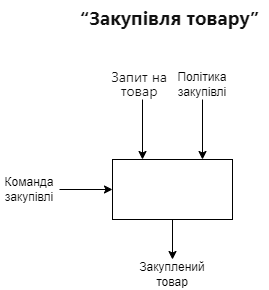 “Закупівля товару”
Запит на
товар
Політика
закупівлі
Команда
закупівлі
Закуплений
товар